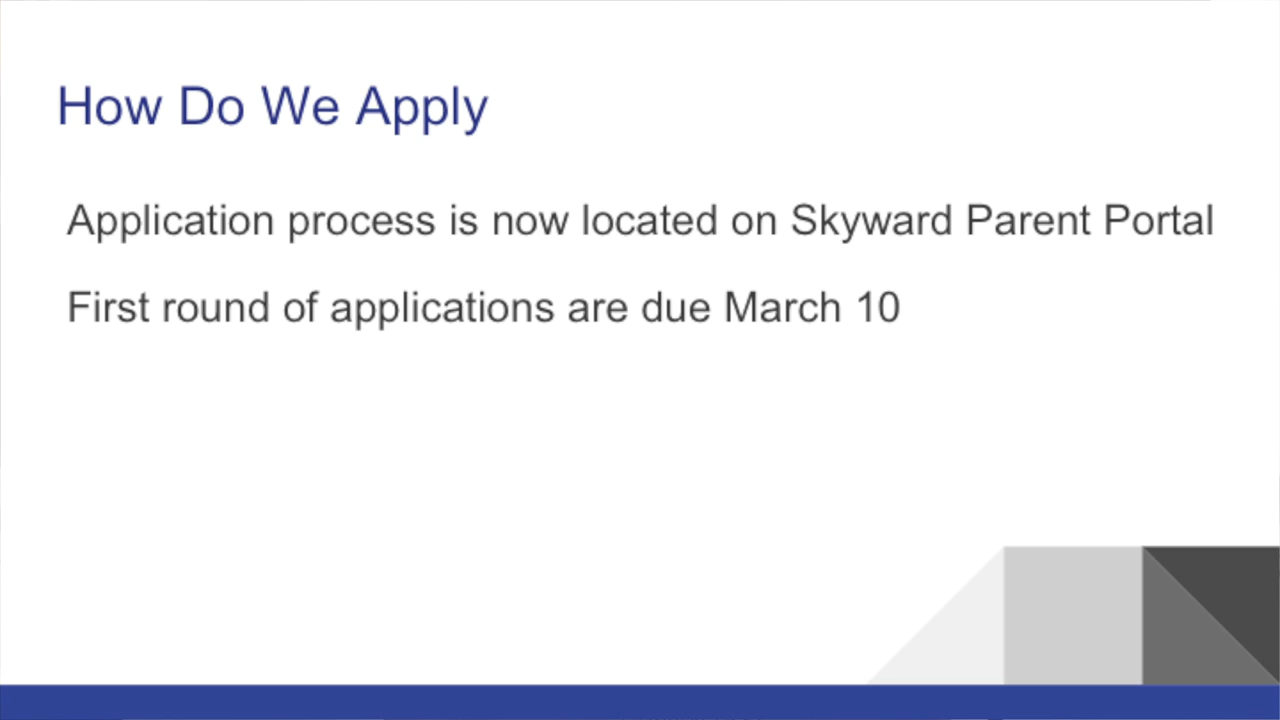 How Do We Apply
Application process is now located on Skyward Parent Portal
First round of applications are due March 10